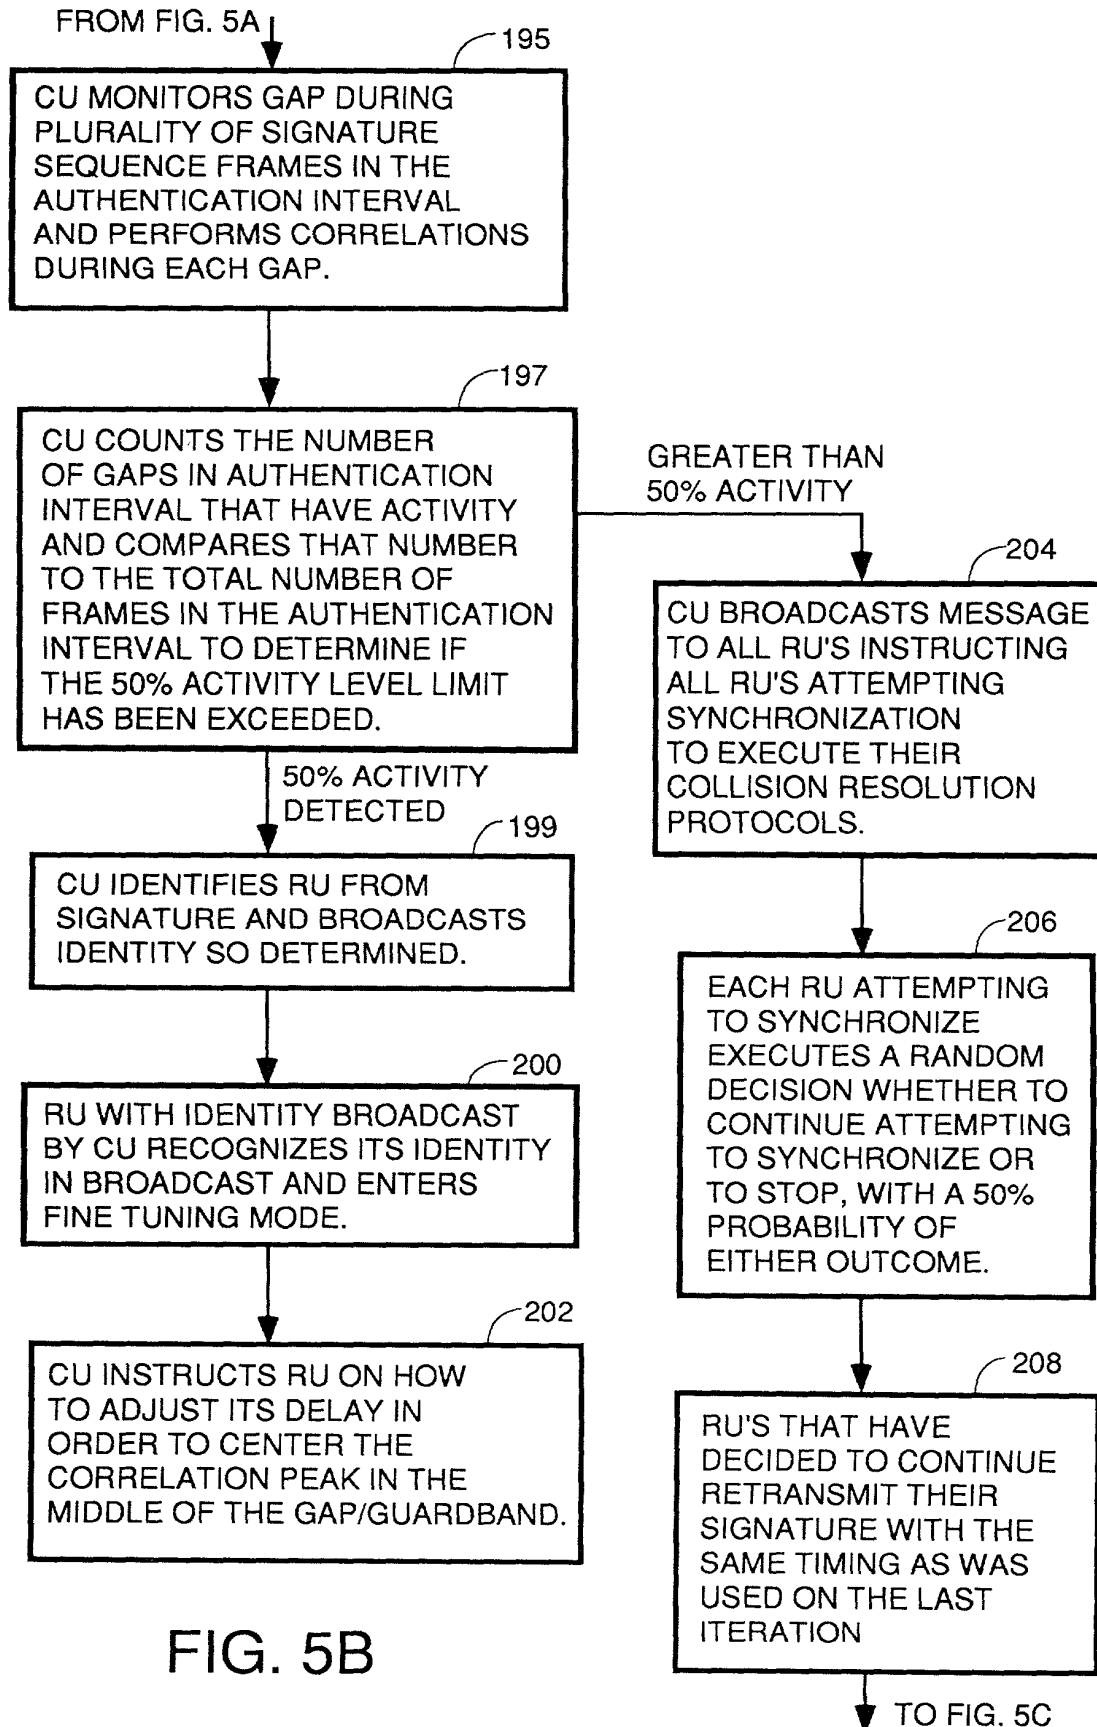 FROM FIG. 5A
195
CU MONITORS GAP DURING
PLURALITY OF SIGNATURE
SEQUENCE FRAMES IN THE
AUTHENTICATION INTERVAL
AND PERFORMS CORRELATIONS
DURING EACH GAP.
197
CU COUNTS THE NUMBER
OF GAPS IN AUTHENTICATION
INTERVAL THAT HAVE ACTIVITY
AND COMPARES THAT NUMBER
TO THE TOTAL NUMBER OF
FRAMES IN THE AUTHENTICATION
INTERVAL TO DETERMINE IF
THE 50% ACTIVITY LEVEL LIMIT
HAS BEEN EXCEEDED.
50% ACTIVITY
DETECTED
199
CU IDENTIFIES RU FROM
SIGNATURE AND BROADCASTS
IDENTITY SO DETERMINED.
200
RU WITH IDENTITY BROADCAST
BY CU RECOGNIZES ITS IDENTITY
IN BROADCAST AND ENTERS
FINE TUNING MODE.
202
CU INSTRUCTS RU ON HOW
TO ADJUST ITS DELAY IN
ORDER TO CENTER THE
CORRELATION PEAK IN THE
MIDDLE OF THE GAP/GUARDBAND.
GREATER THAN
50% ACTIVITY
204
CU BROADCASTS MESSAGE
TO ALL RU'S INSTRUCTING
ALL RU'S ATTEMPTING
SYNCHRONIZATION
TO EXECUTE THEIR
COLLISION RESOLUTION
PROTOCOLS.
206
EACH RU ATTEMPTING
TO SYNCHRONIZE
EXECUTES A RANDOM
DECISION WHETHER TO
CONTINUE ATTEMPTING
TO SYNCHRONIZE OR
TO STOP, WITH A 50%
PROBABILITY OF
EITHER OUTCOME.
208
RU'S THAT HAVE
DECIDED TO CONTINUE
RETRANSMIT THEIR
SIGNATURE WITH THE
SAME TIMING AS WAS
USED ON THE LAST
ITERATION
TO FIG. 5C
FIG. 5B